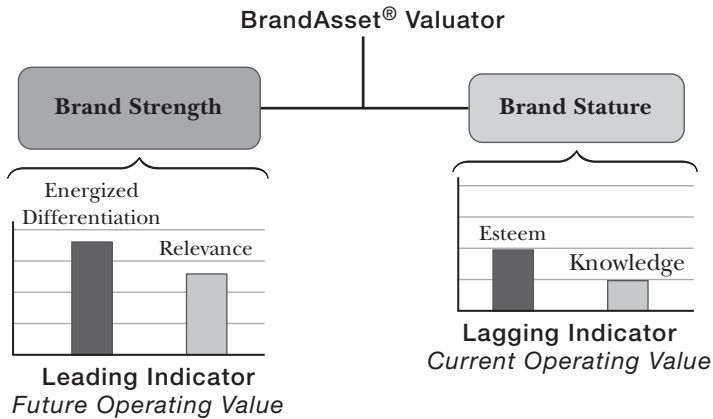 BrandAsset® Valuator
Brand Strength
Brand Stature
Energized
Differentiation
Relevance
Esteem
Knowledge
Leading Indicator
Future Operating Value
Lagging Indicator
Current Operating Value